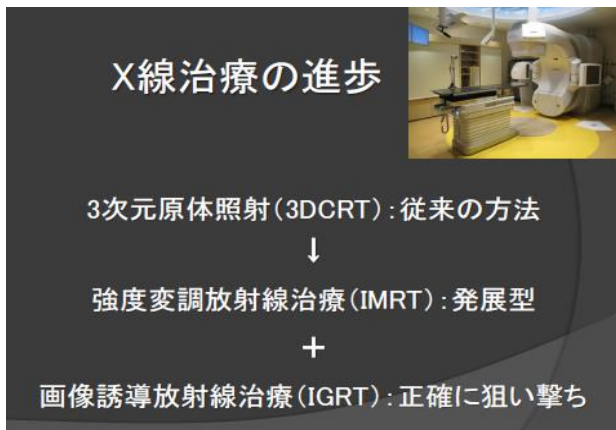 X線治療の進歩
3次元原体照射(3DCRT):従来の方法
↓
強度変調放射線治療(IMRT):発展型
+
画像誘導放射線治療(IGRT):正確に狙い撃ち